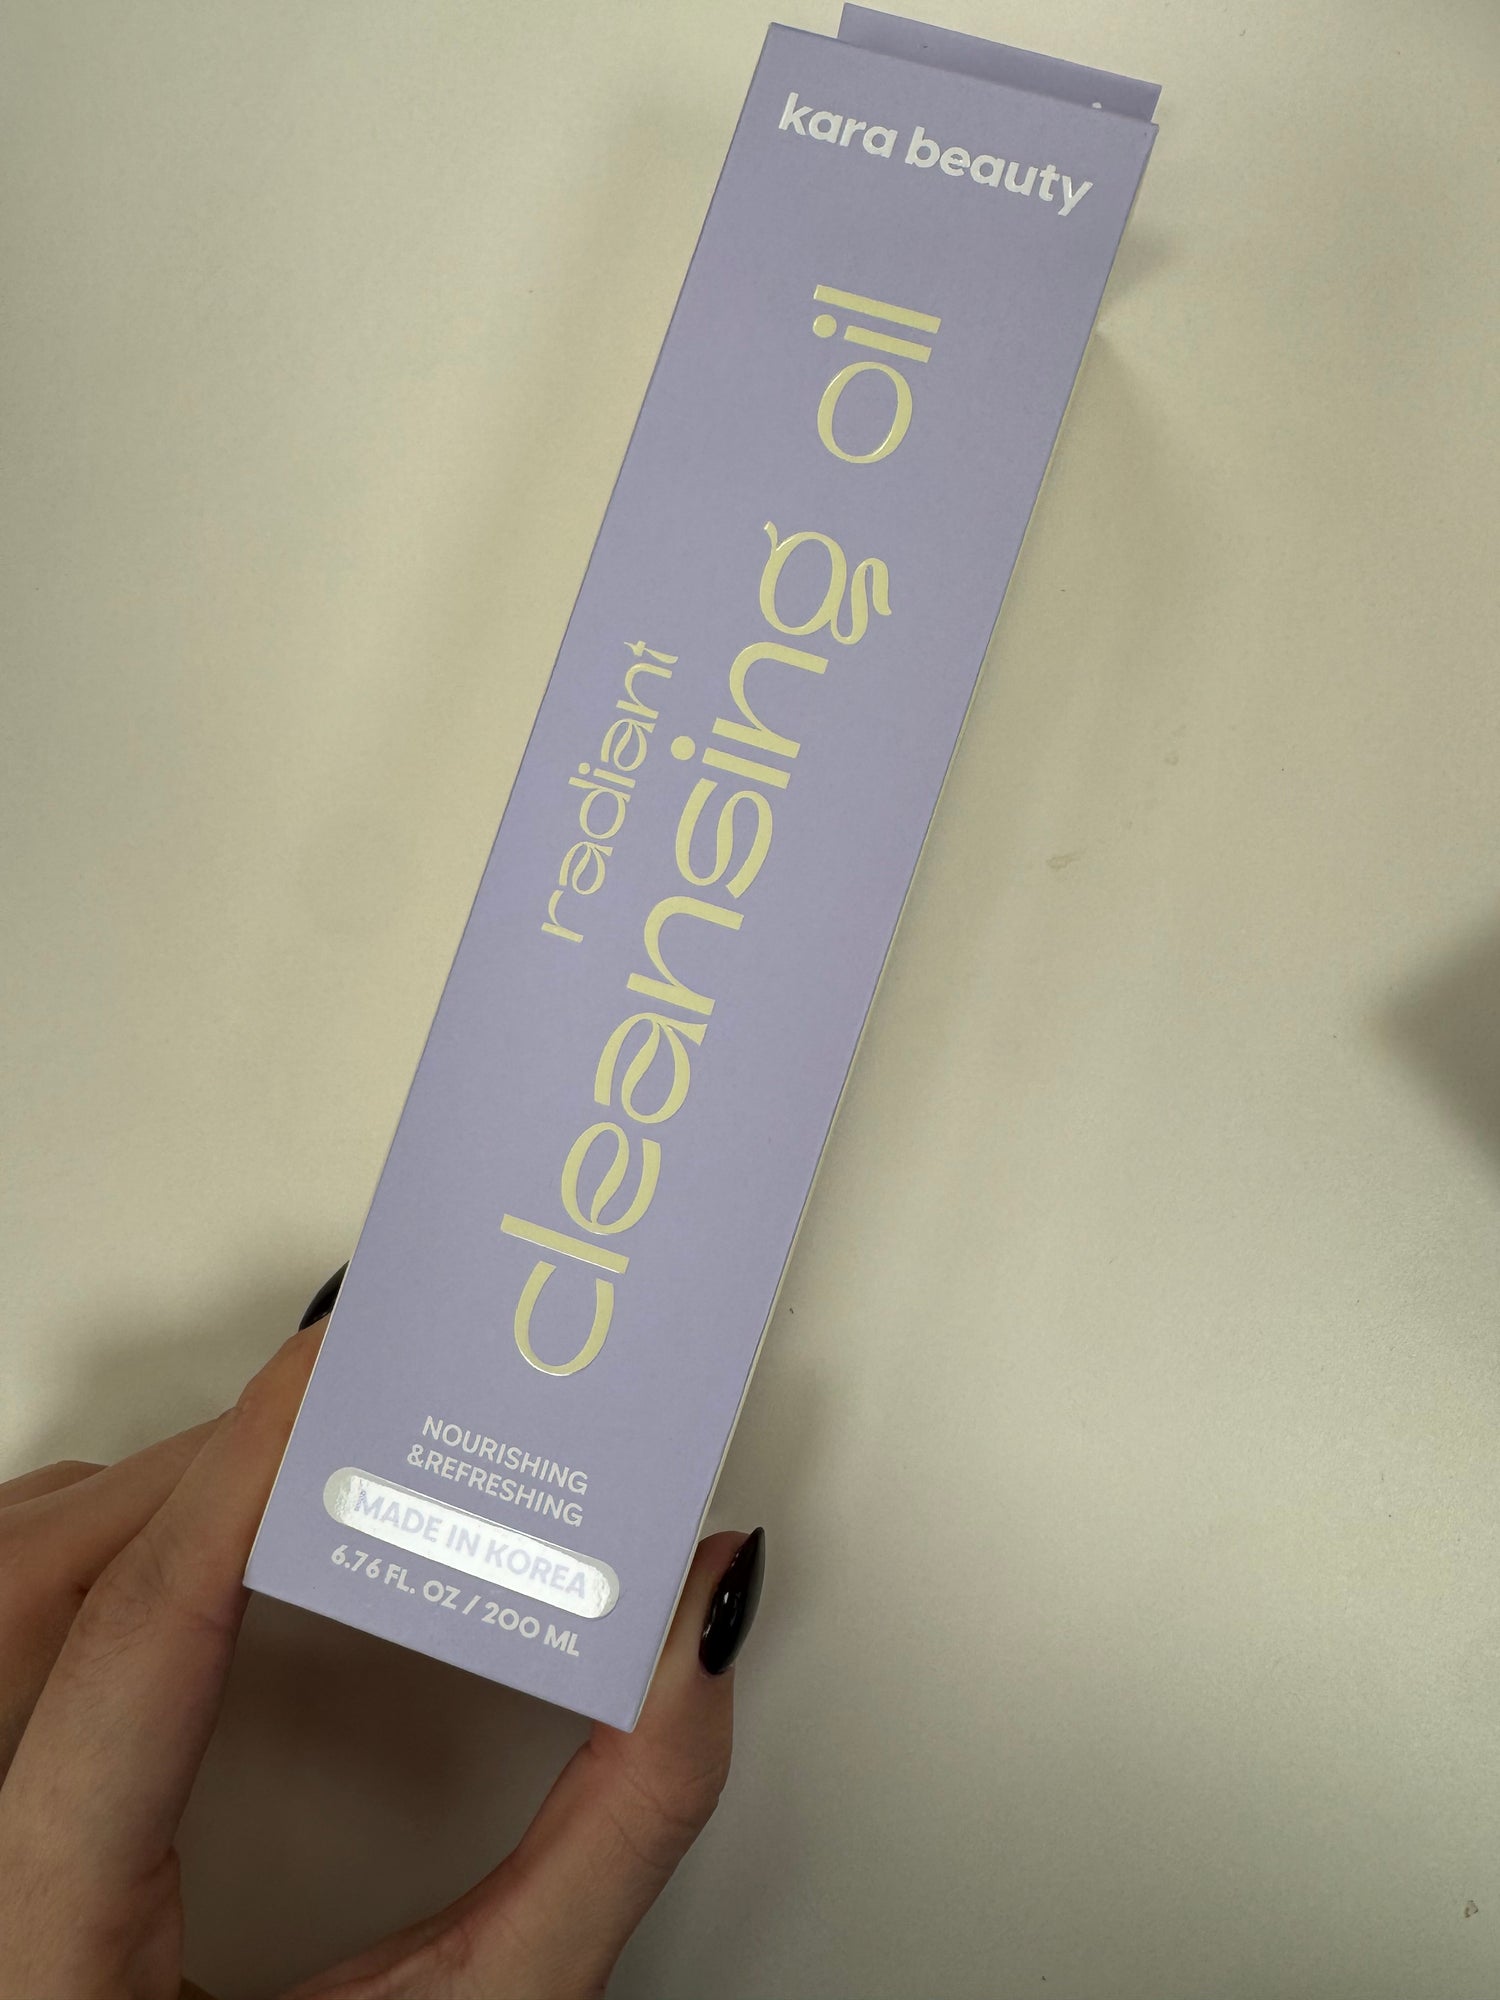 kara beauty
radiant
cleansing oil
NOURISHING
&REFRESHING
MADE IN KOREA
6.76 FL. OZ / 200 ML